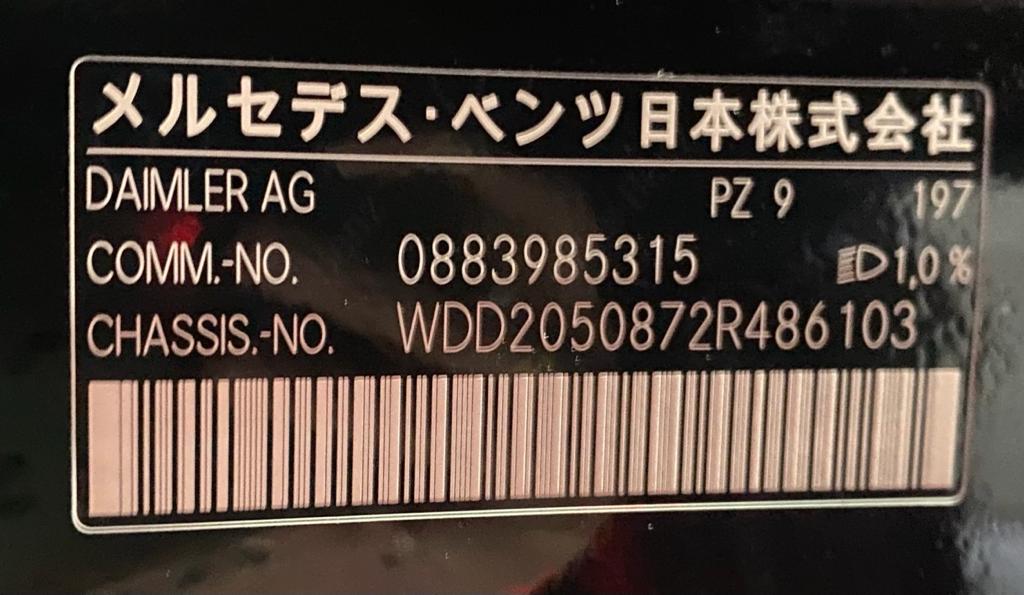 メルセデス・ベンツ日本株式会社
DAIMLER AG PZ 9 197
COMM.-NO. 0883985315 1,0%
CHASSIS.-NO. WDD2050872R486103